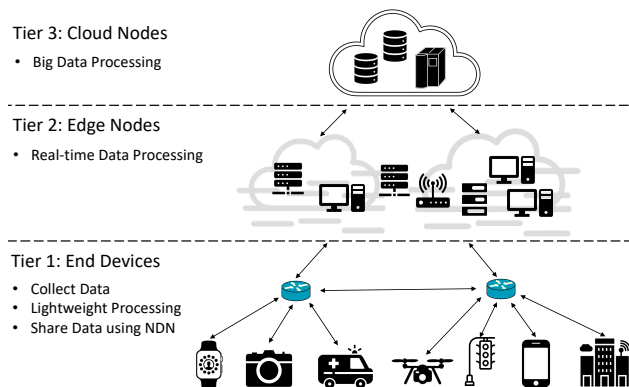 Tier 3: Cloud Nodes
• Big Data Processing
Tier 2: Edge Nodes
• Real-time Data Processing
Tier 1: End Devices
• Collect Data
• Lightweight Processing
• Share Data using NDN